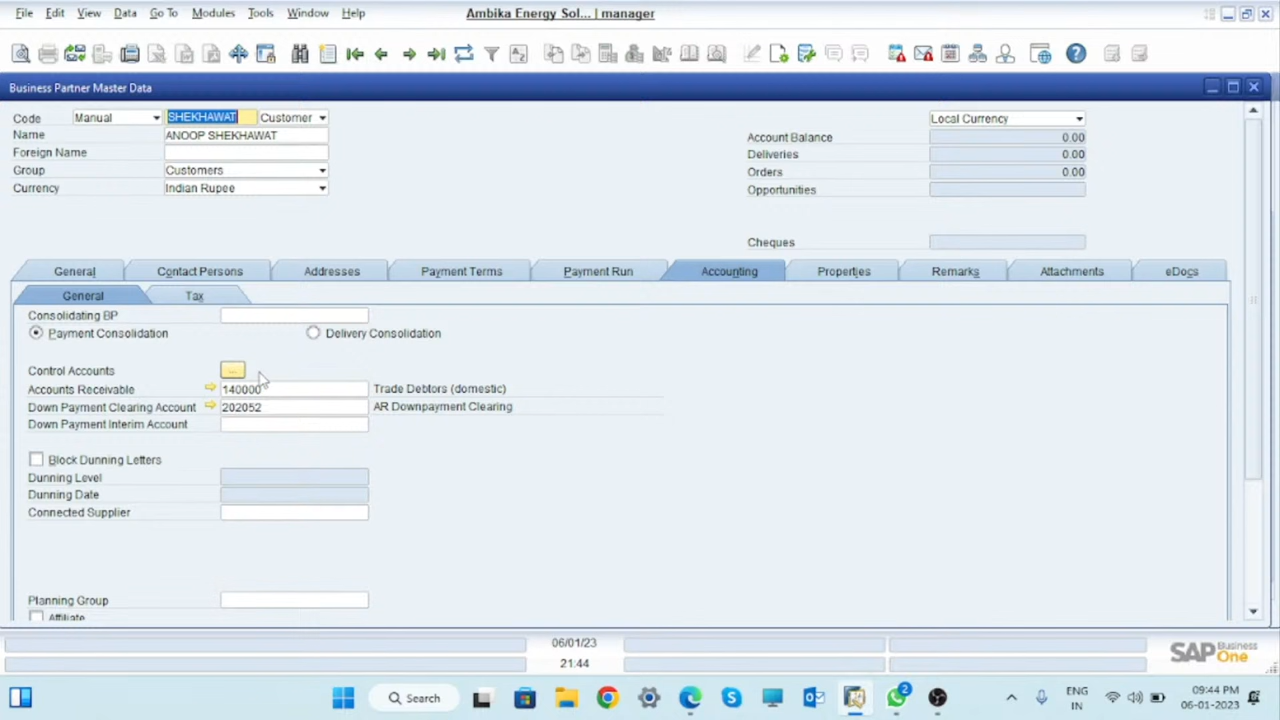 File Edit View Data Go To Modules Tools Window Help Ambika Energy Sol... | manager
Business Partner Master Data
Code Manual SHEKHAWAT Customer Local Currency
Name ANOOP SHEKHAWAT Account Balance 0.00
Foreign Name Deliveries 0.00
Group Customers Orders 0.00
Currency Indian Rupee Opportunities
Cheques
General Contact Persons Addresses Payment Terms Payment Run Accounting Properties Remarks Attachments eDocs
General Tax
Consolidating BP
Payment Consolidation Delivery Consolidation
Control Accounts ...
Accounts Receivable 140000 Trade Debtors (domestic)
Down Payment Clearing Account 202052 AR Downpayment Clearing
Down Payment Interim Account
Block Dunning Letters
Dunning Level
Dunning Date
Connected Supplier
Planning Group
Affiliate
06/01/23
21:44
SAP Business One
Search 2 ENG IN 09:44 PM
06-01-2023